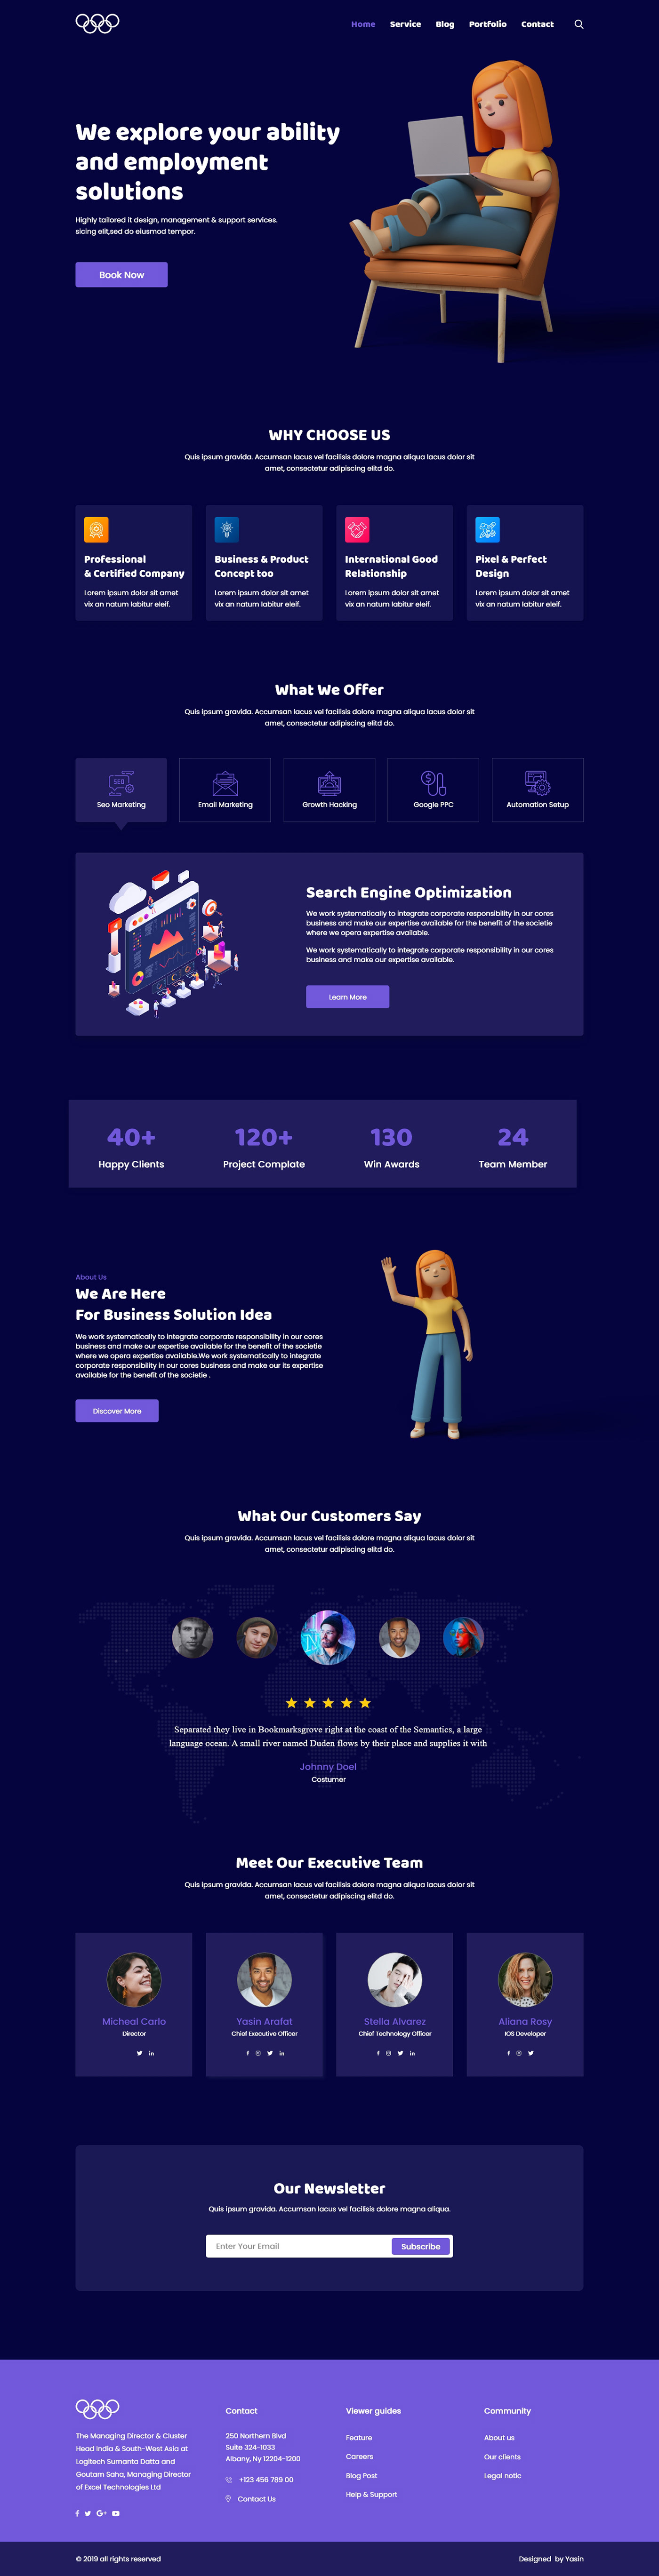 Home Service Blog Portfolio Contact
We explore your ability
and employment
solutions
Highly tailored it design, management & support services.
sicing elit,sed do eiusmod tempor.
Book Now
WHY CHOOSE US
Quis ipsum gravida. Accumsan lacus vel facilisis dolore magna aliqua lacus dolor sit
amet, consectetur adipiscing elitd do.
Professional
& Certified Company
Lorem ipsum dolor sit amet
vix an natum labitur eleif.
Business & Product
Concept too
Lorem ipsum dolor sit amet
vix an natum labitur eleif.
International Good
Relationship
Lorem ipsum dolor sit amet
vix an natum labitur eleif.
Pixel & Perfect
Design
Lorem ipsum dolor sit amet
vix an natum labitur eleif.
What We Offer
Quis ipsum gravida. Accumsan lacus vel facilisis dolore magna aliqua lacus dolor sit
amet, consectetur adipiscing elitd do.
SEO
Seo Marketing
Email Marketing
Growth Hacking
Google PPC
Automation Setup
Search Engine Optimization
We work systematically to integrate corporate responsibility in our cores
business and make our expertise available for the benefit of the societie
where we opera expertise available.
We work systematically to integrate corporate responsibility in our cores
business and make our expertise available.
Learn More
40+
Happy Clients
120+
Project Complate
130
Win Awards
24
Team Member
About Us
We Are Here
For Business Solution Idea
We work systematically to integrate corporate responsibility in our cores
business and make our expertise available for the benefit of the societie
where we opera expertise available.We work systematically to integrate
corporate responsibility in our cores business and make our its expertise
available for the benefit of the societie .
Discover More
What Our Customers Say
Quis ipsum gravida. Accumsan lacus vel facilisis dolore magna aliqua lacus dolor sit
amet, consectetur adipiscing elitd do.
Separated they live in Bookmarksgrove right at the coast of the Semantics, a large
language ocean. A small river named Duden flows by their place and supplies it with
Johnny Doel
Costumer
Meet Our Executive Team
Quis ipsum gravida. Accumsan lacus vel facilisis dolore magna aliqua lacus dolor sit
amet, consectetur adipiscing elitd do.
Micheal Carlo
Director
Yasin Arafat
Chief Executive Officer
Stella Alvarez
Chief Technology Officer
Aliana Rosy
IOS Developer
Our Newsletter
Quis ipsum gravida. Accumsan lacus vel facilisis dolore magna aliqua.
Enter Your Email
Subscribe
The Managing Director & Cluster
Head India & South-West Asia at
Logitech Sumanta Datta and
Goutam Saha, Managing Director
of Excel Technologies Ltd
Contact
250 Northern Blvd
Suite 324-1033
Albany, Ny 12204-1200
+123 456 789 00
Contact Us
Viewer guides
Feature
Careers
Blog Post
Help & Support
Community
About us
Our clients
Legal notic
© 2019 all rights reserved
Designed by Yasin